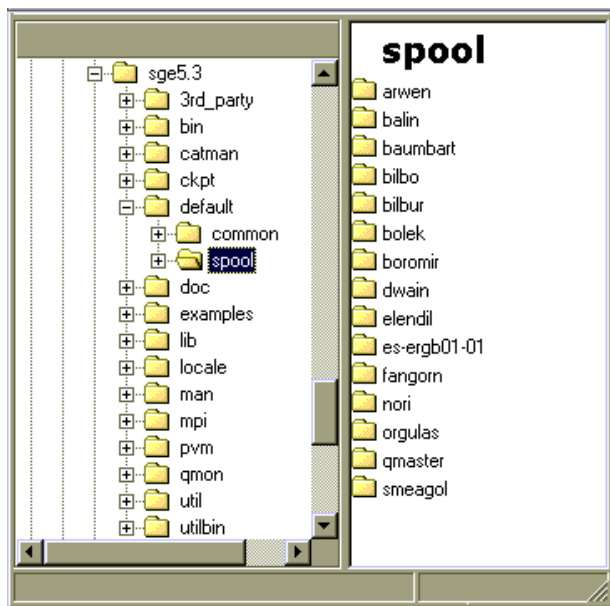 sge5.3
3rd_party
bin
catman
ckpt
default
common
spool
doc
examples
lib
locale
man
mpi
pvm
qmon
util
utilbin
spool
arwen
balin
baumbart
bilbo
bilbur
bolek
boromir
dwain
elendil
es-ergb01-01
fangorn
nori
orgulas
qmaster
smeagol